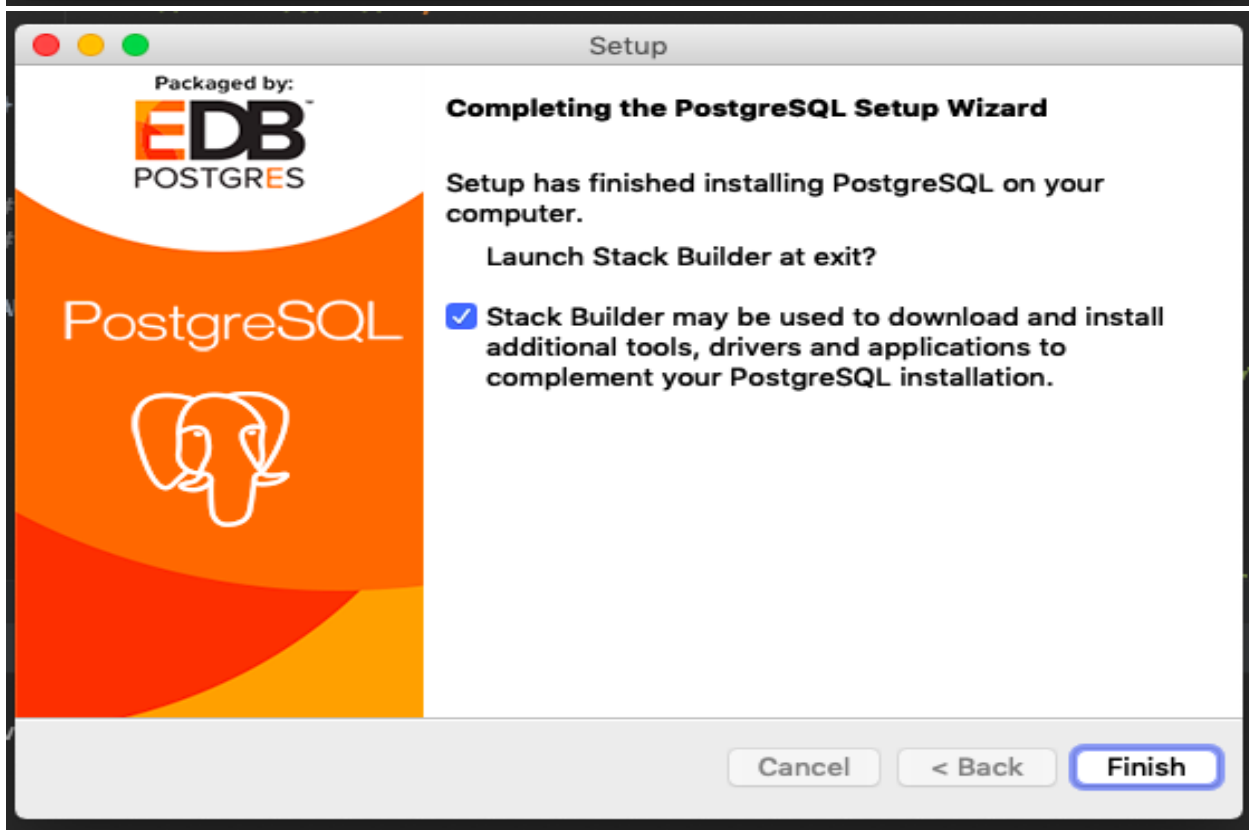 Setup
Packaged by:
EDB™
POSTGRES
PostgreSQL
Completing the PostgreSQL Setup Wizard
Setup has finished installing PostgreSQL on your
computer.
Launch Stack Builder at exit?
Stack Builder may be used to download and install
additional tools, drivers and applications to
complement your PostgreSQL installation.
Cancel
< Back
Finish